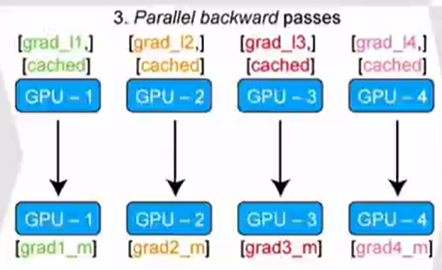 3. Parallel backward passes
[grad_l1,] [grad_l2,] [grad_l3,] [grad_l4,]
[cached] [cached] [cached] [cached]
GPU – 1 GPU – 2 GPU – 3 GPU – 4
GPU – 1 GPU – 2 GPU – 3 GPU – 4
[grad1_m] [grad2_m] [grad3_m] [grad4_m]